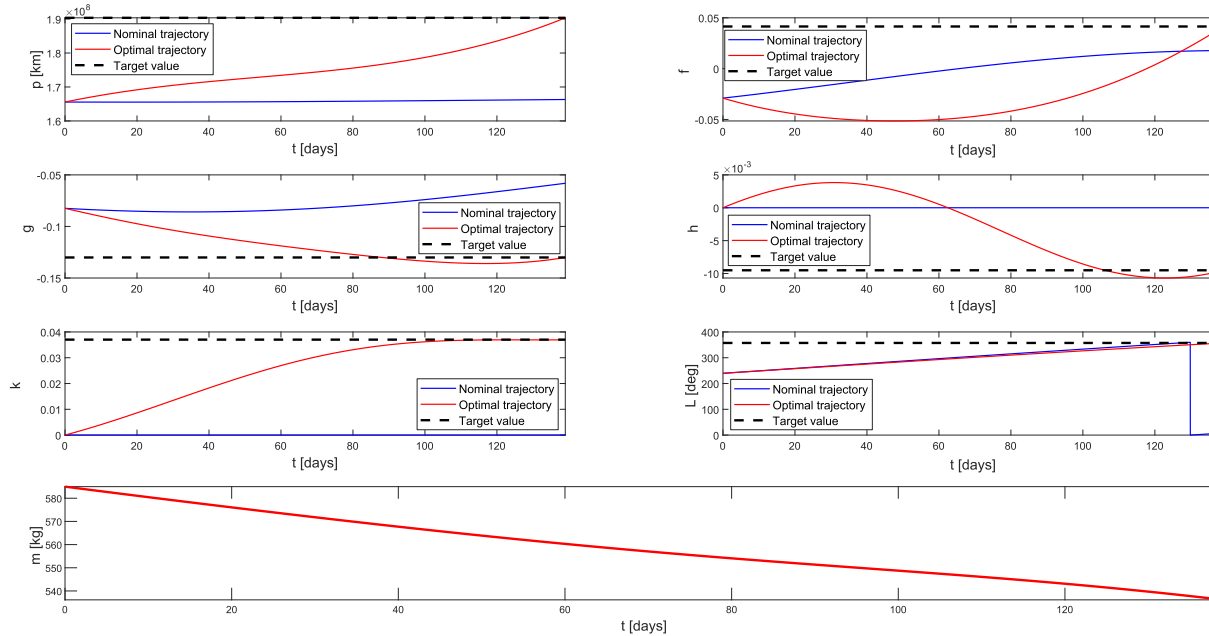 ×10⁸
1.9
1.8
1.7
1.6
p [km]
Nominal trajectory
Optimal trajectory
Target value
0 20 40 60 80 100 120
t [days]
0.05
0
-0.05
f
Nominal trajectory
Optimal trajectory
Target value
0 20 40 60 80 100 120
t [days]
-0.05
-0.1
-0.15
g
Nominal trajectory
Optimal trajectory
Target value
0 20 40 60 80 100 120
t [days]
×10⁻³
5
0
-5
-10
h
Nominal trajectory
Optimal trajectory
Target value
0 20 40 60 80 100 120
t [days]
0.04
0.03
0.02
0.01
0
k
Nominal trajectory
Optimal trajectory
Target value
0 20 40 60 80 100 120
t [days]
400
300
200
100
0
L [deg]
Nominal trajectory
Optimal trajectory
Target value
0 20 40 60 80 100 120
t [days]
580
570
560
550
540
m [kg]
0 20 40 60 80 100 120
t [days]